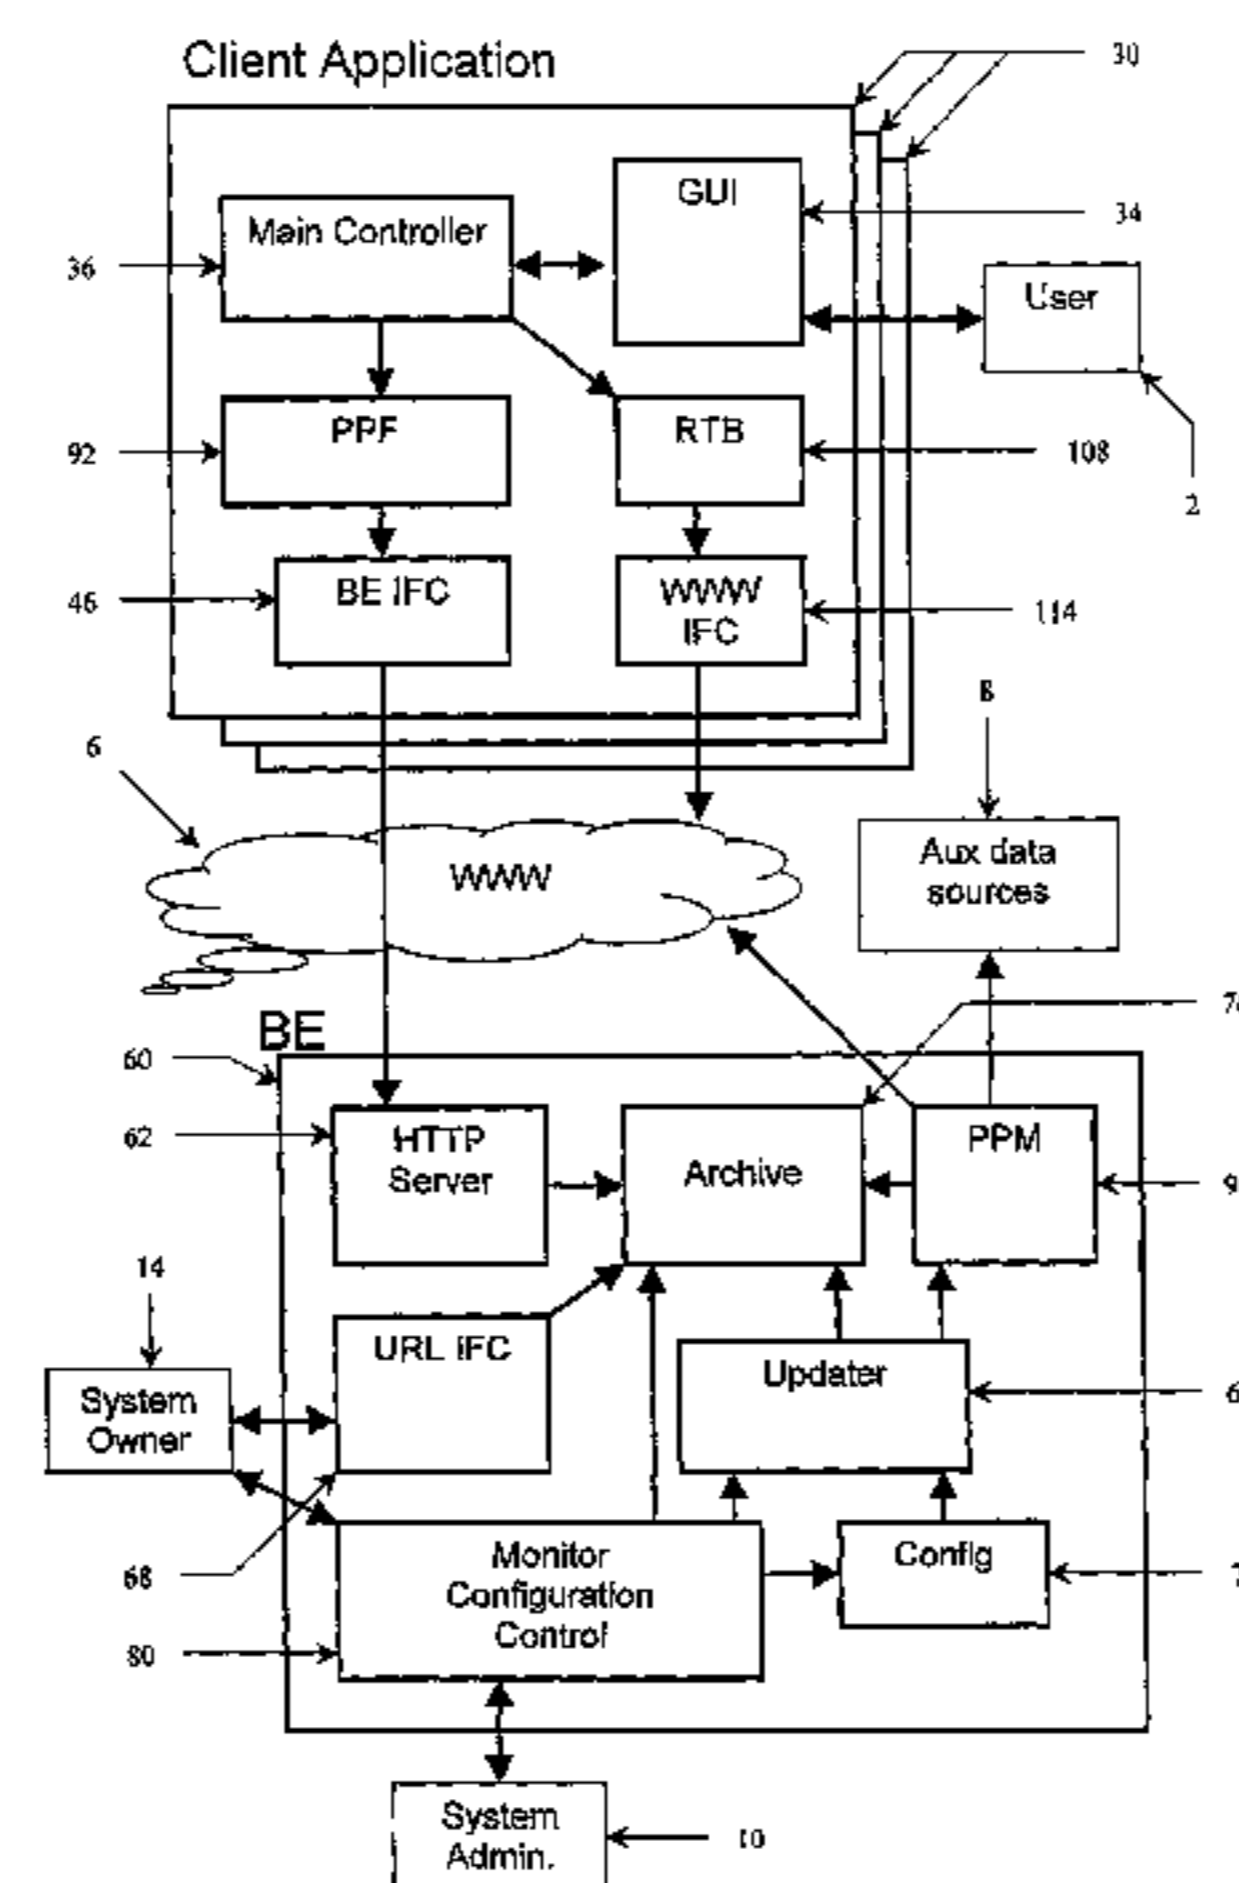 Client Application
30
GUI
34
Main Controller
36
User
2
PPF
92
RTB
108
BE IFC
46
WWW
IFC
114
8
6
WWW
Aux data
sources
BE
60
62
HTTP
Server
Archive
PPM
14
URL IFC
Updater
System
Owner
68
Monitor
Configuration
Control
Config
80
System
Admin.
10